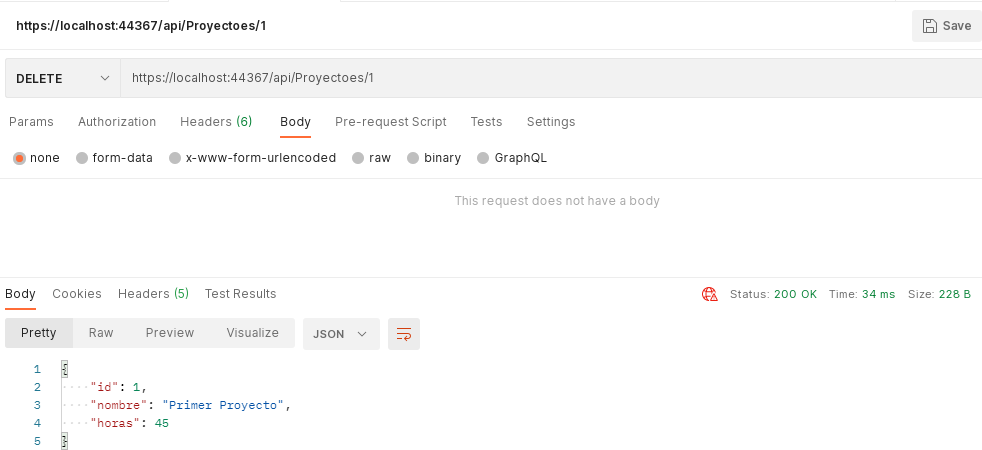 https://localhost:44367/api/Proyectoes/1
Save
DELETE https://localhost:44367/api/Proyectoes/1
Params Authorization Headers (6) Body Pre-request Script Tests Settings
none form-data x-www-form-urlencoded raw binary GraphQL
This request does not have a body
Body Cookies Headers (5) Test Results Status: 200 OK Time: 34 ms Size: 228 B
Pretty Raw Preview Visualize JSON
1 {
2 "id": 1,
3 "nombre": "Primer Proyecto",
4 "horas": 45
5 }